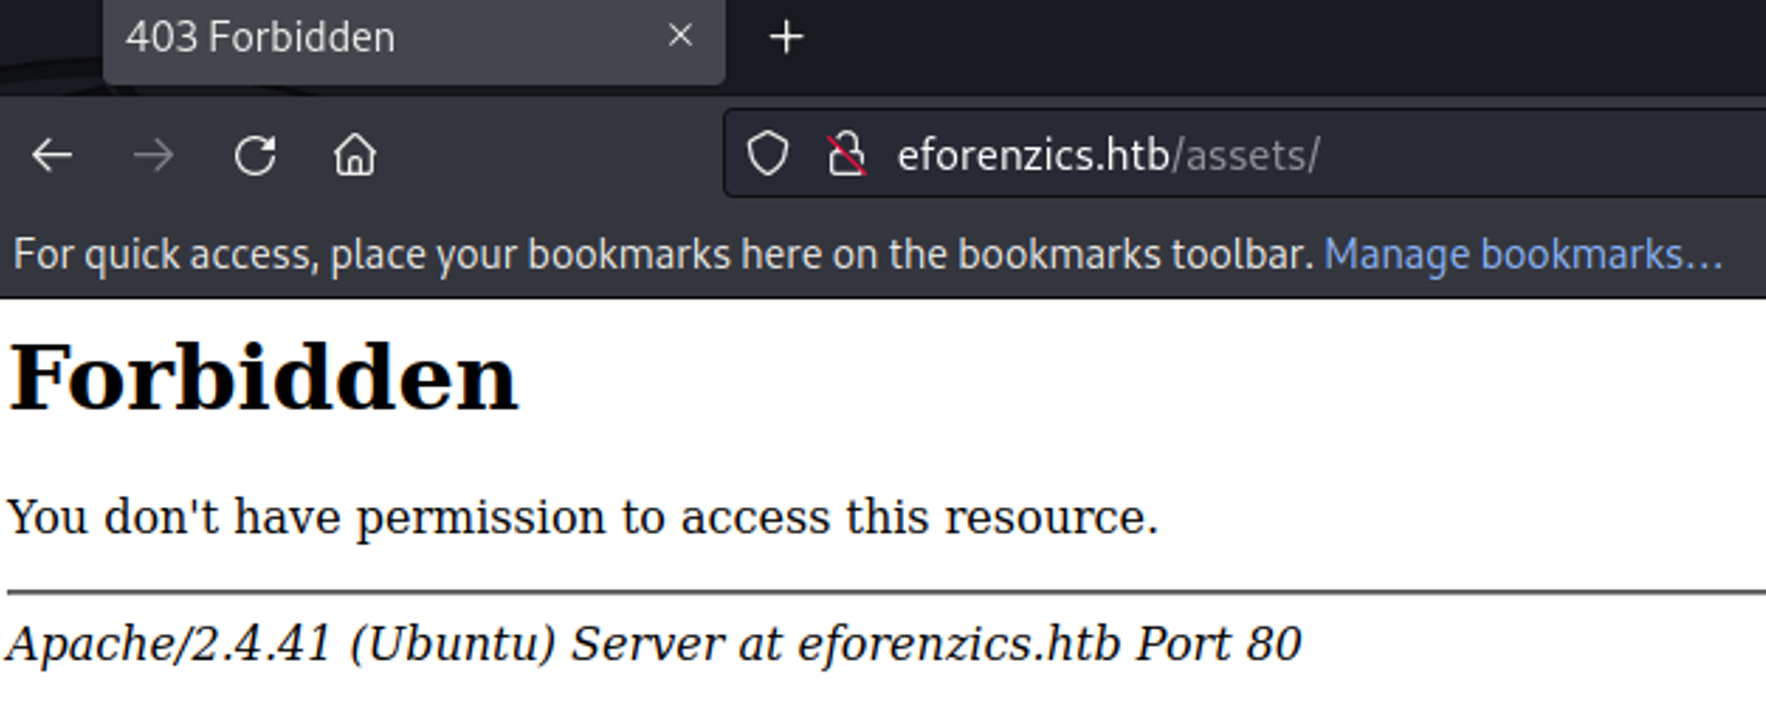 403 Forbidden
eforenzics.htb/assets/
For quick access, place your bookmarks here on the bookmarks toolbar. Manage bookmarks...
Forbidden
You don't have permission to access this resource.
Apache/2.4.41 (Ubuntu) Server at eforenzics.htb Port 80